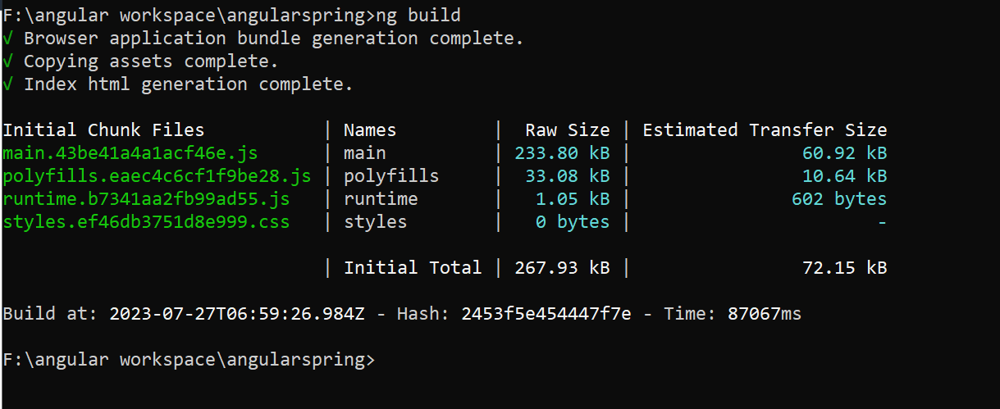 F:\angular workspace\angularspring>ng build
√ Browser application bundle generation complete.
√ Copying assets complete.
√ Index html generation complete.
Initial Chunk Files | Names | Raw Size | Estimated Transfer Size
main.43be41a4a1acf46e.js | main | 233.80 kB | 60.92 kB
polyfills.eaec4c6cf1f9be28.js | polyfills | 33.08 kB | 10.64 kB
runtime.b7341aa2fb99ad55.js | runtime | 1.05 kB | 602 bytes
styles.ef46db3751d8e999.css | styles | 0 bytes | -
| Initial Total | 267.93 kB | 72.15 kB
Build at: 2023-07-27T06:59:26.984Z - Hash: 2453f5e454447f7e - Time: 87067ms
F:\angular workspace\angularspring>